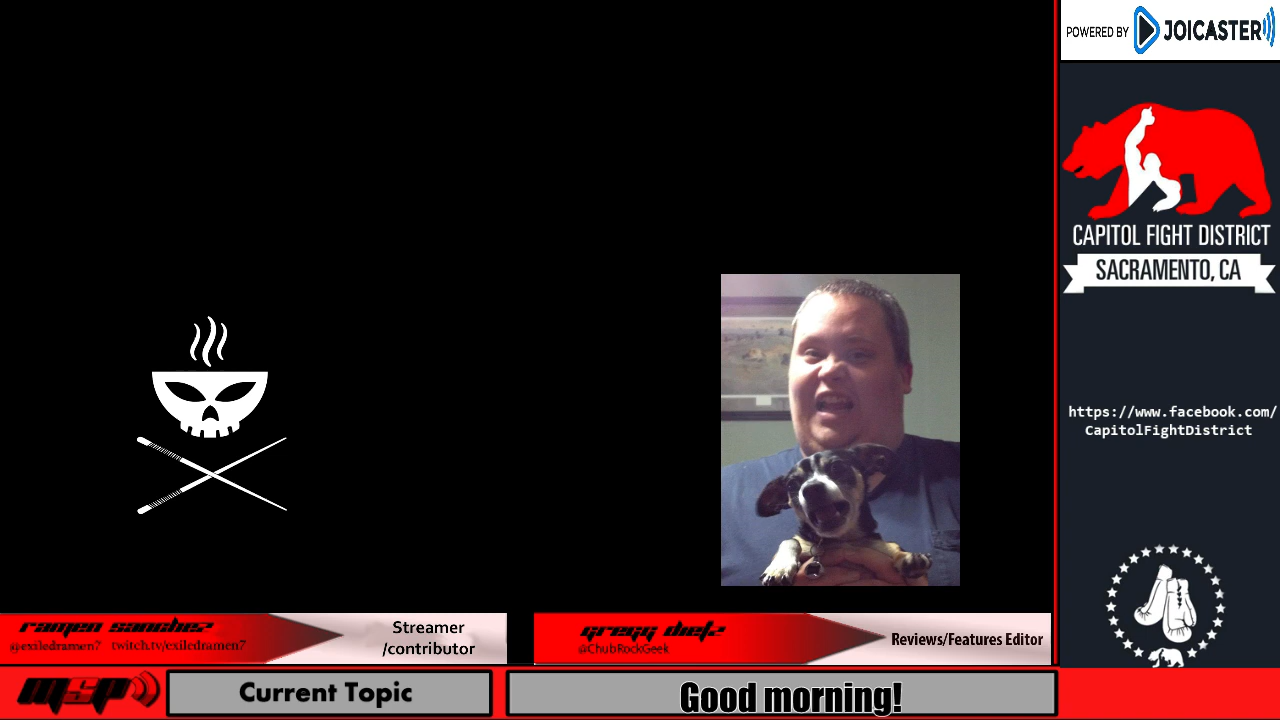 POWERED BY JOICASTER
CAPITOL FIGHT DISTRICT
SACRAMENTO, CA
https://www.facebook.com/
CapitolFightDistrict
Ramen Sanchez
@exiledramen7 twitch.tv/exiledramen7
Streamer
/contributor
Gregg Dietz
@ChubRockGeek
Reviews/Features Editor
MSP
Current Topic
Good morning!